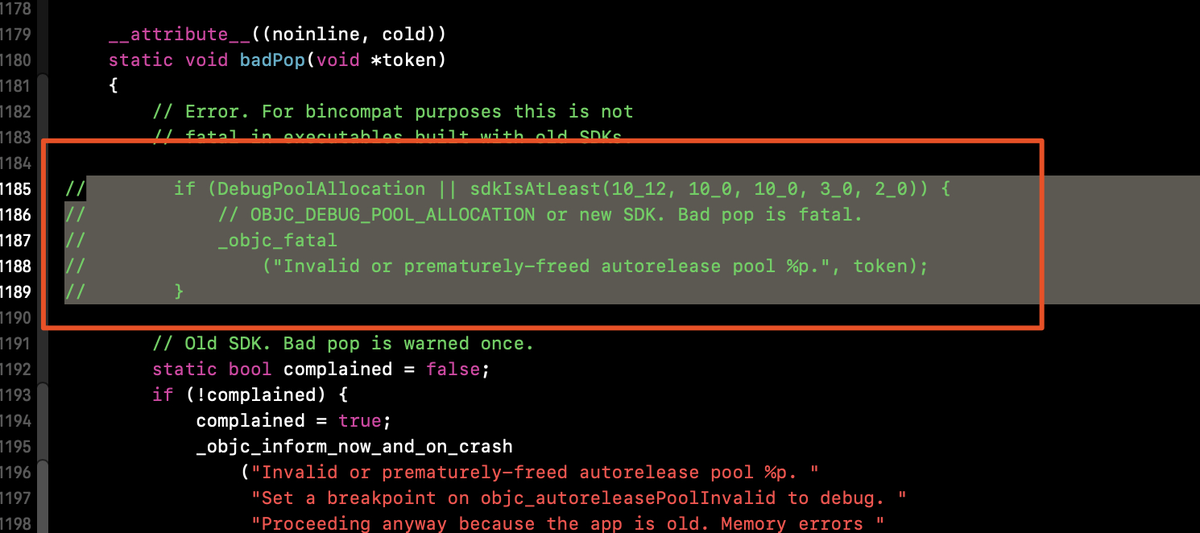 1178
1179 __attribute__((noinline, cold))
1180 static void badPop(void *token)
1181 {
1182 // Error. For bincompat purposes this is not
1183 // fatal in executables built with old SDKs
1184
1185 // if (DebugPoolAllocation || sdkIsAtLeast(10_12, 10_0, 10_0, 3_0, 2_0)) {
1186 // // OBJC_DEBUG_POOL_ALLOCATION or new SDK. Bad pop is fatal.
1187 // _objc_fatal
1188 // ("Invalid or prematurely-freed autorelease pool %p.", token);
1189 // }
1190
1191 // Old SDK. Bad pop is warned once.
1192 static bool complained = false;
1193 if (!complained) {
1194 complained = true;
1195 _objc_inform_now_and_on_crash
1196 ("Invalid or prematurely-freed autorelease pool %p. "
1197 "Set a breakpoint on objc_autoreleasePoolInvalid to debug. "
1198 "Proceeding anyway because the app is old. Memory errors "